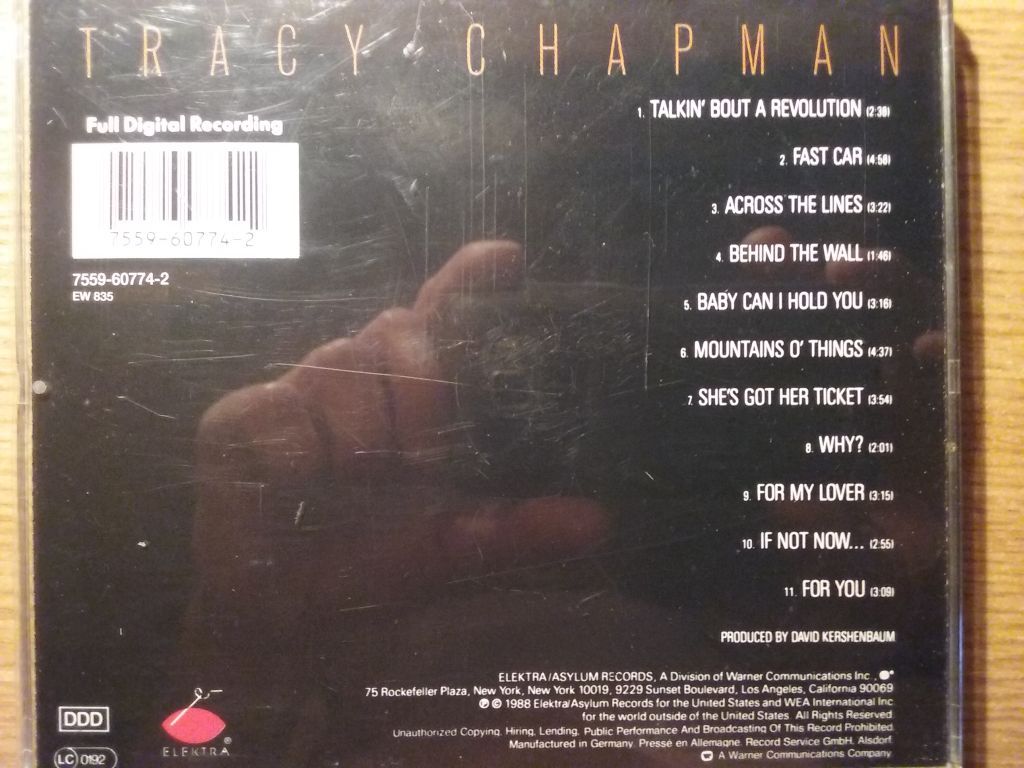 TRACY CHAPMAN
Full Digital Recording
7559-60774-2
7559-60774-2
EW 835
1. TALKIN' BOUT A REVOLUTION (2:38)
2. FAST CAR (4:58)
3. ACROSS THE LINES (3:22)
4. BEHIND THE WALL (1:46)
5. BABY CAN I HOLD YOU (3:16)
6. MOUNTAINS O' THINGS (4:37)
7. SHE'S GOT HER TICKET (3:54)
8. WHY? (2:01)
9. FOR MY LOVER (3:15)
10. IF NOT NOW... (2:55)
11. FOR YOU (3:09)
PRODUCED BY DAVID KERSHENBAUM
ELEKTRA/ASYLUM RECORDS, A Division of Warner Communications Inc.,
75 Rockefeller Plaza, New York, New York 10019, 9229 Sunset Boulevard, Los Angeles, California 90069
℗ © 1988 Elektra/Asylum Records for the United States and WEA International Inc
for the world outside of the United States. All Rights Reserved.
Unauthorized Copying, Hiring, Lending, Public Performance And Broadcasting Of This Record Prohibited.
Manufactured in Germany. Pressé en Allemagne. Record Service GmbH, Alsdorf.
A Warner Communications Company.
DDD
LC 0192
ELEKTRA®